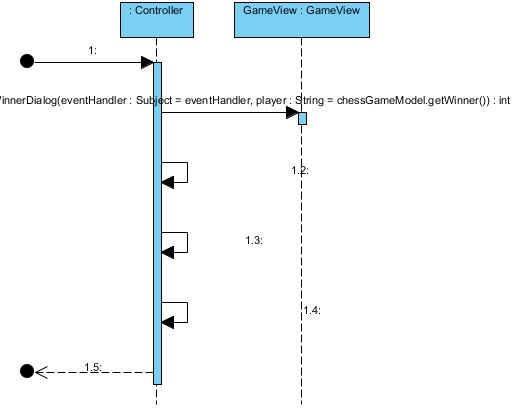 : Controller
GameView : GameView
1:
innerDialog(eventHandler : Subject = eventHandler, player : String = chessGameModel.getWinner()) : int
1.2:
1.3:
1.4:
1.5: